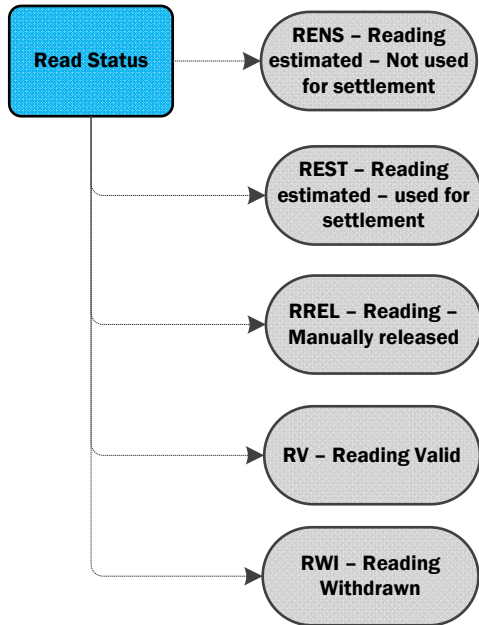 Read Status
RENS – Reading
estimated – Not used
for settlement
REST – Reading
estimated – used for
settlement
RREL – Reading –
Manually released
RV – Reading Valid
RWI – Reading
Withdrawn